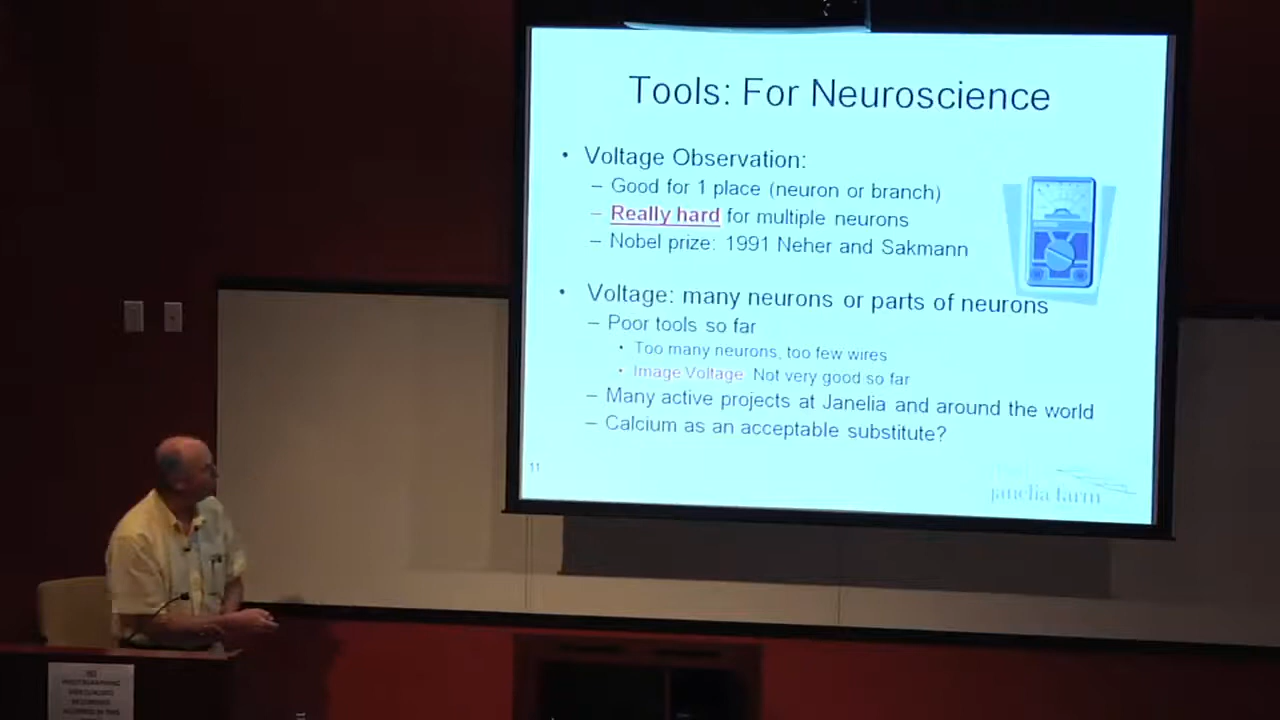 Tools: For Neuroscience
• Voltage Observation:
– Good for 1 place (neuron or branch)
– Really hard for multiple neurons
– Nobel prize: 1991 Neher and Sakmann
• Voltage: many neurons or parts of neurons
– Poor tools so far
• Too many neurons, too few wires
• Image Voltage. Not very good so far
– Many active projects at Janelia and around the world
– Calcium as an acceptable substitute?
11
janelia farm
NO
PHOTOGRAPHING